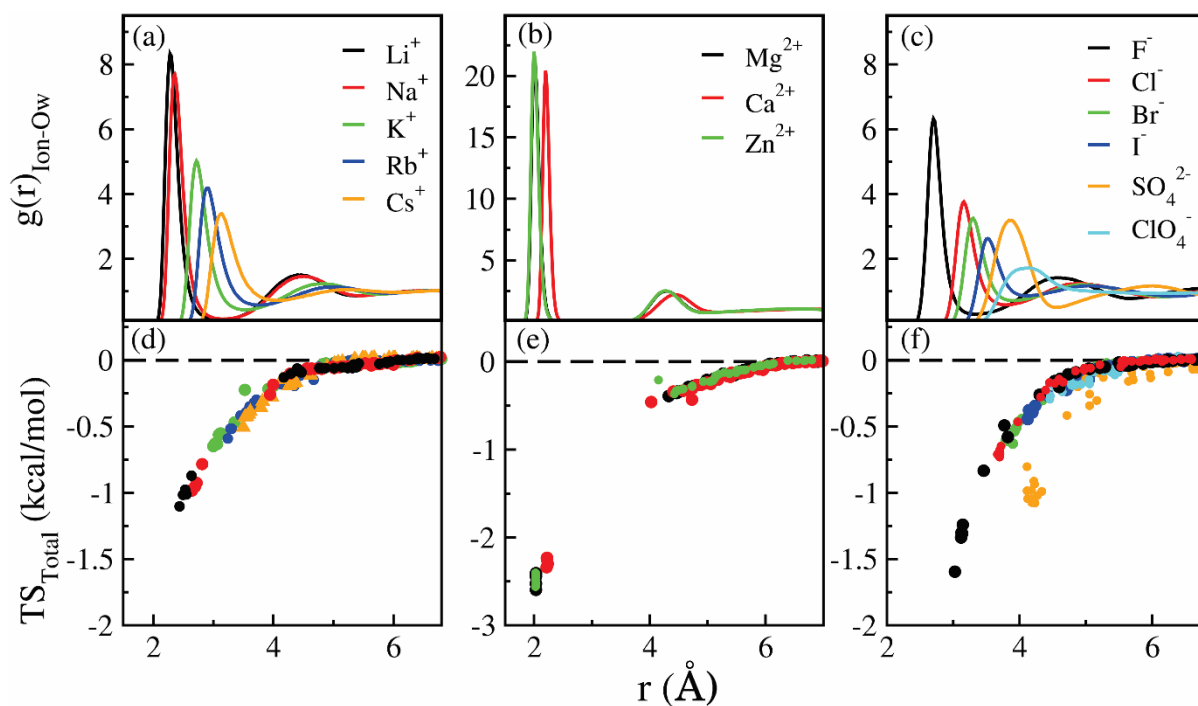 (a)
Li⁺
Na⁺
K⁺
Rb⁺
Cs⁺
(b)
Mg²⁺
Ca²⁺
Zn²⁺
(c)
F⁻
Cl⁻
Br⁻
I⁻
SO₄²⁻
ClO₄⁻
g(r)Ion-Ow
8
6
4
2
20
15
10
5
8
6
4
2
(d)
(e)
(f)
TSTotal (kcal/mol)
0
-0.5
-1
-1.5
-2
0
-1
-2
-3
0
-0.5
-1
-1.5
-2
2 4 6
2 4 6
2 4 6
r (Å)